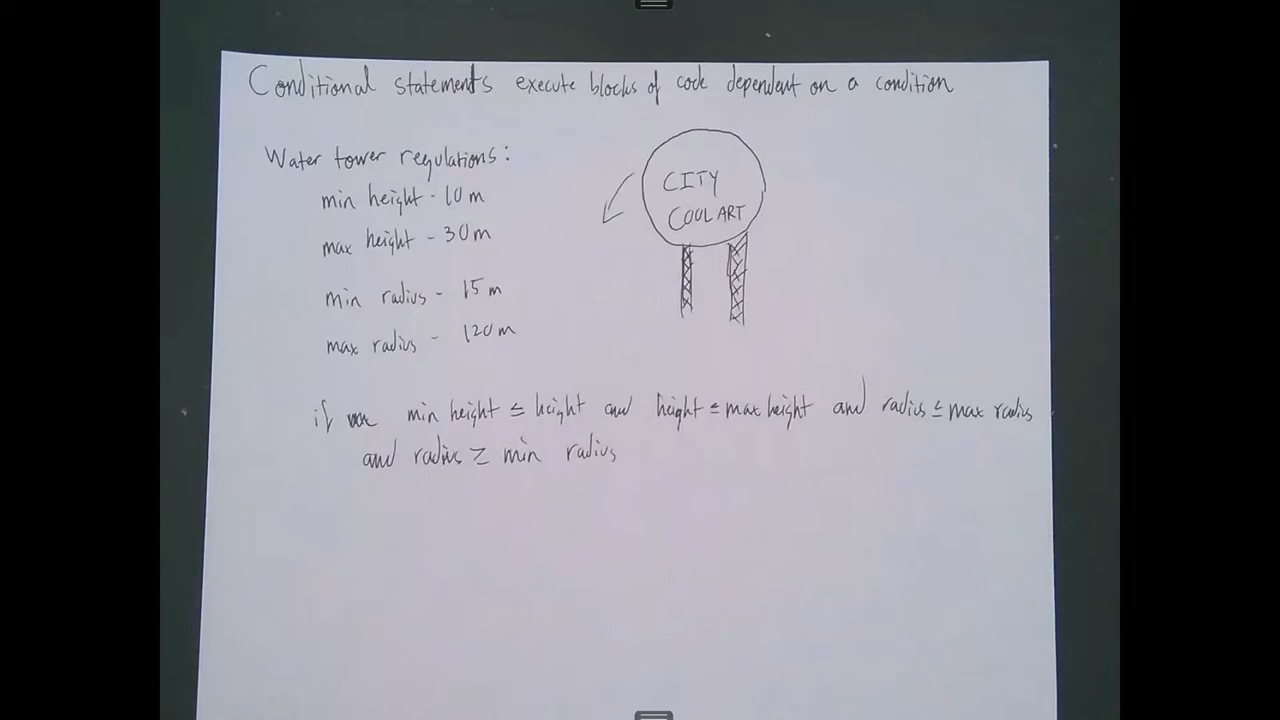 Conditional statements execute blocks of code dependent on a condition
Water tower regulations:
min height - 10 m
max height - 30 m
min radius - 15 m
max radius - 120 m
CITY
COOL ART
if min height ≤ height and height ≤ max height and radius ≤ max radius
and radius ≥ min radius